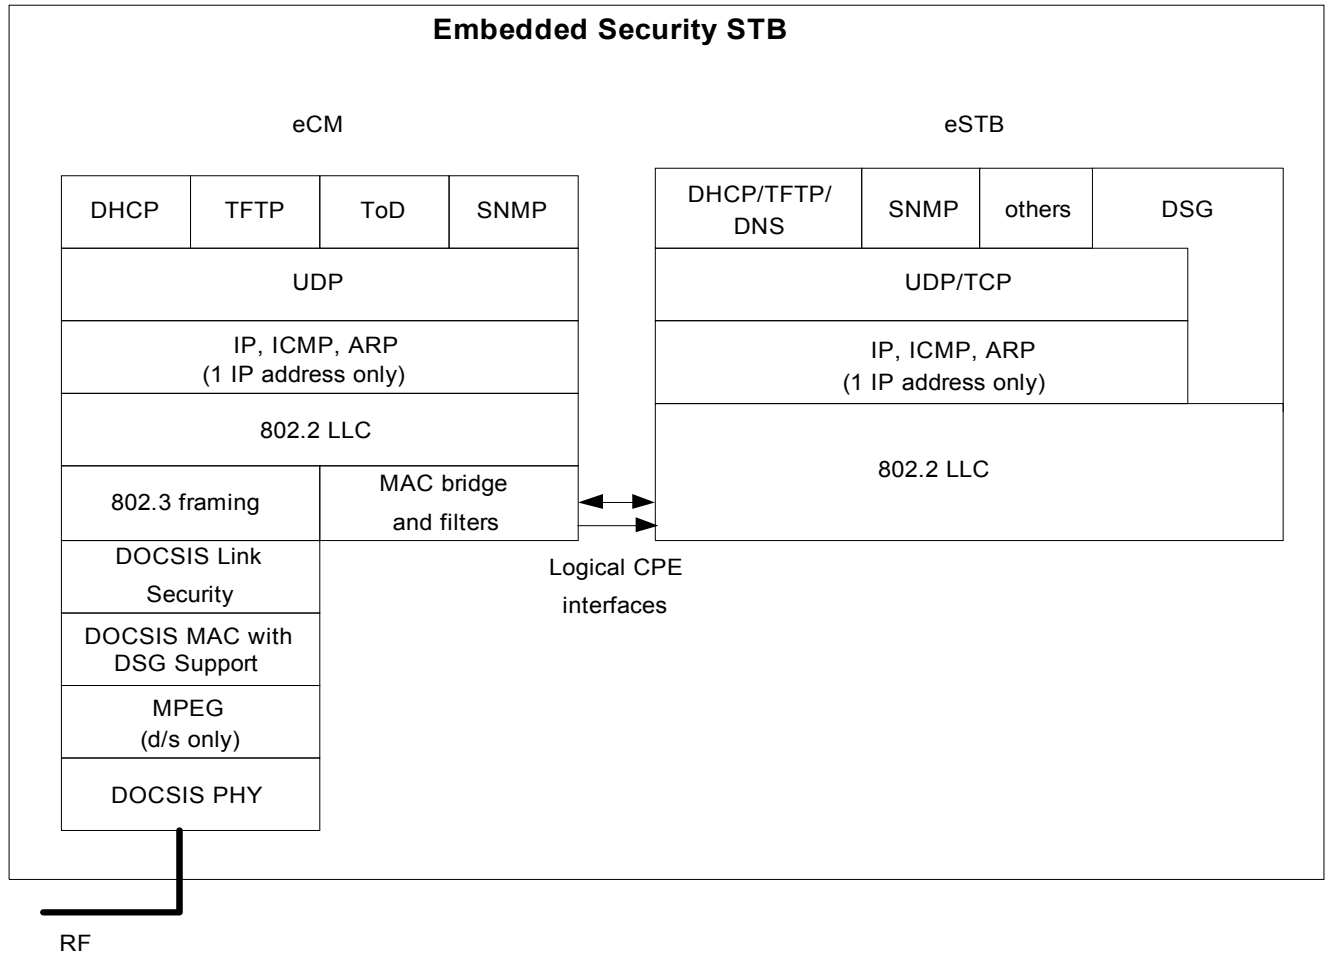 Embedded Security STB
eCM
eSTB
DHCP
TFTP
ToD
SNMP
DHCP/TFTP/
DNS
SNMP
others
DSG
UDP
UDP/TCP
IP, ICMP, ARP
(1 IP address only)
IP, ICMP, ARP
(1 IP address only)
802.2 LLC
802.2 LLC
802.3 framing
MAC bridge
and filters
DOCSIS Link
Security
Logical CPE
interfaces
DOCSIS MAC with
DSG Support
MPEG
(d/s only)
DOCSIS PHY
RF